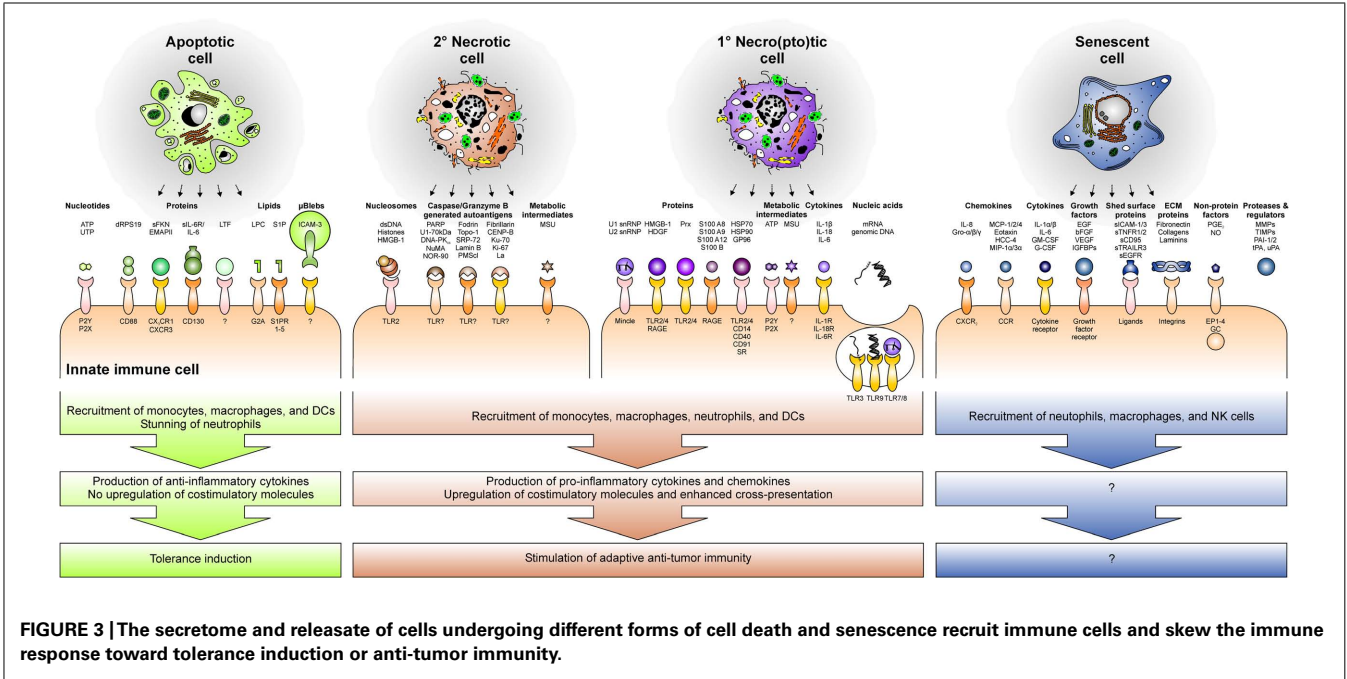 Apoptotic
cell
2° Necrotic
cell
1° Necro(pto)tic
cell
Senescent
cell
Nucleotides
ATP
UTP
Proteins
dRPS19
sFKN
EMAPII
sIL-6R/
IL-6
LTF
Lipids
LPC
S1P
µBlebs
ICAM-3
P2Y
P2X
CD88
CX3CR1
CXCR3
CD130
?
G2A
S1PR
1-5
?
Innate immune cell
Nucleosomes
dsDNA
Histones
HMGB-1
Caspase/Granzyme B
generated autoantigens
PARP
U1-70kDa
DNA-PKcs
NuMA
NOR-90
Fodrin
Topo-1
SRP-72
Lamin B
PMScl
Fibrillarin
CENP-B
Ku-70
Ki-67
La
Metabolic
intermediates
MSU
TLR2
TLR?
TLR?
TLR?
?
Proteins
U1 snRNP
U2 snRNP
HMGB-1
HDGF
Prx
S100 A8
S100 A9
S100 A12
S100 B
HSP70
HSP90
GP96
Metabolic
intermediates
ATP
MSU
Cytokines
IL-1β
IL-18
IL-6
Nucleic acids
mRNA
genomic DNA
Mincle
TLR2/4
RAGE
TLR2/4
RAGE
TLR2/4
CD14
CD40
CD91
SR
P2Y
P2X
?
IL-1R
IL-18R
IL-6R
TLR3
TLR9
TLR7/8
Chemokines
IL-8
Gro-α/β/γ
MCP-1/2/4
Eotaxin
HCC-4
MIP-1α/3α
Cytokines
IL-1α/β
IL-6
GM-CSF
G-CSF
Growth
factors
EGF
bFGF
VEGF
IGFBPs
Shed surface
proteins
sICAM-1/3
sTNFR1/2
sCD95
sTRAILR3
sEGFR
ECM
proteins
Fibronectin
Collagens
Laminins
Non-protein
factors
PGE2
NO
Proteases &
regulators
MMPs
TIMPs
PAI-1/2
tPA, uPA
CCR
Cytokine
receptor
Growth
factor
receptor
Ligands
Integrins
EP1-4
GC
Recruitment of monocytes, macrophages, and DCs
Stunning of neutrophils
Recruitment of monocytes, macrophages, neutrophils, and DCs
Recruitment of neutophils, macrophages, and NK cells
Production of anti-inflammatory cytokines
No upregulation of costimulatory molecules
Production of pro-inflammatory cytokines and chemokines
Upregulation of costimulatory molecules and enhanced cross-presentation
?
Tolerance induction
Stimulation of adaptive anti-tumor immunity
?
FIGURE 3 | The secretome and releasate of cells undergoing different forms of cell death and senescence recruit immune cells and skew the immune
response toward tolerance induction or anti-tumor immunity.